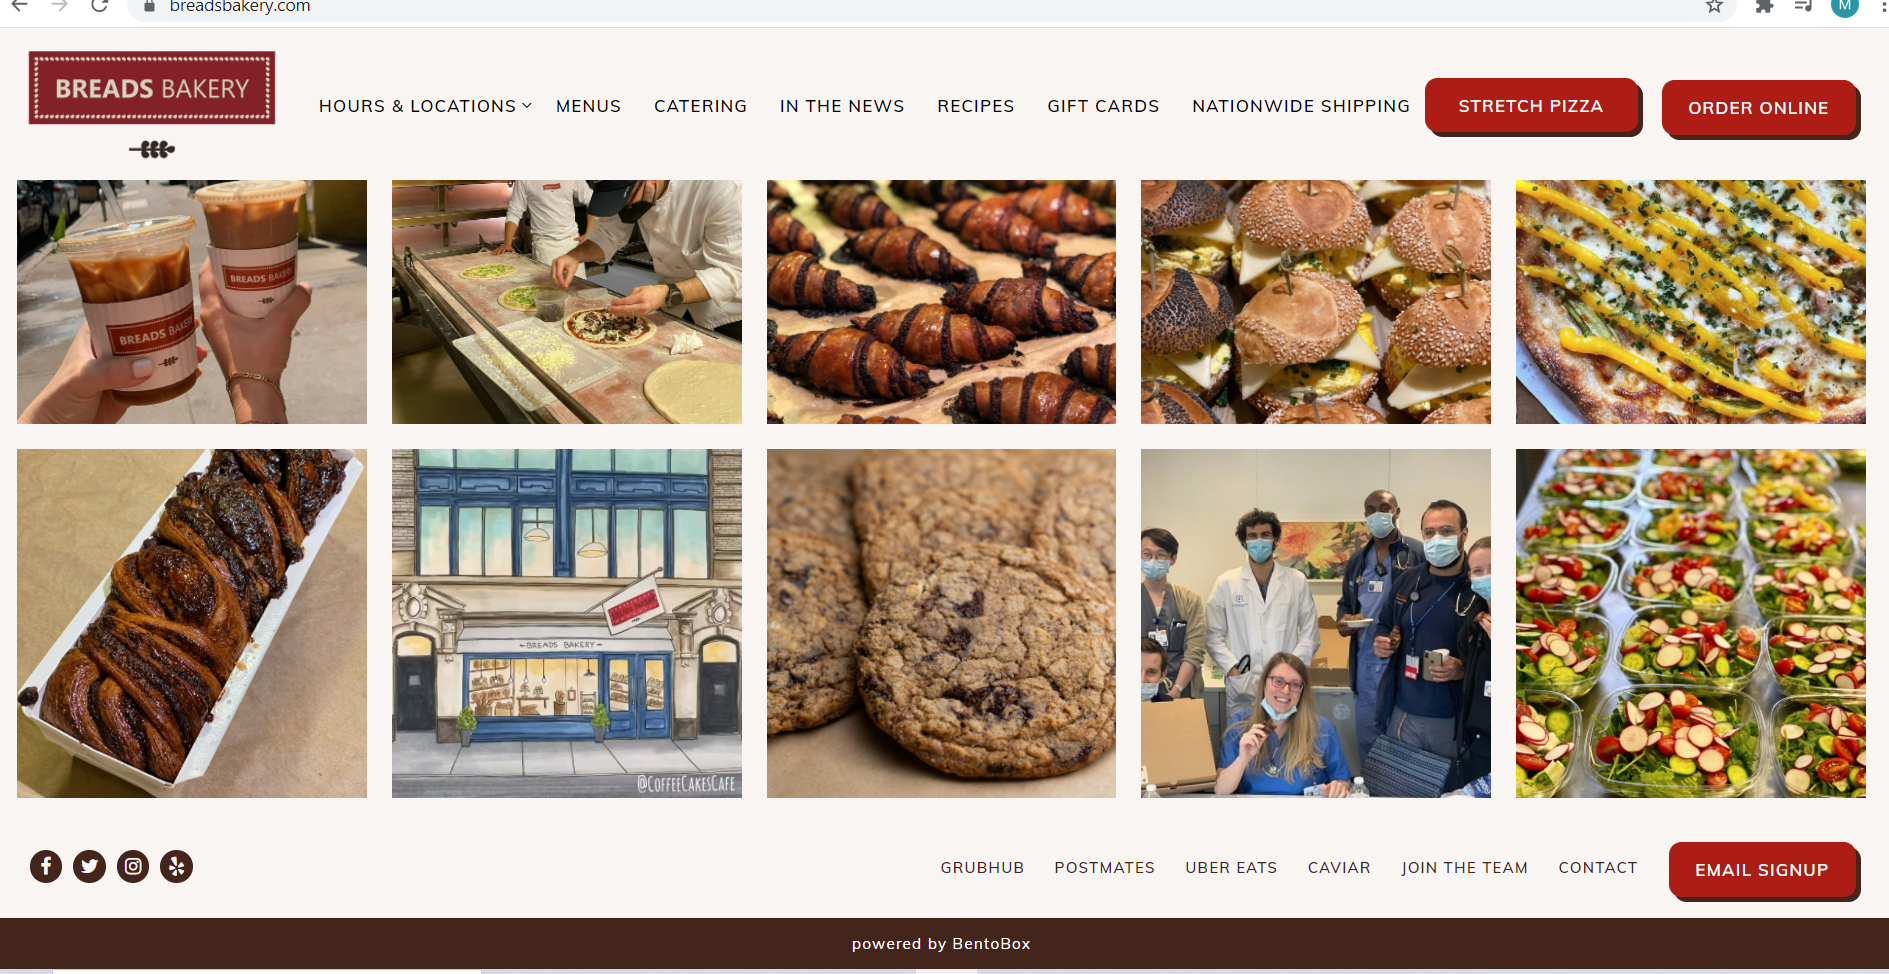 breadsbakery.com
M
BREADS BAKERY
HOURS & LOCATIONS
MENUS
CATERING
IN THE NEWS
RECIPES
GIFT CARDS
NATIONWIDE SHIPPING
STRETCH PIZZA
ORDER ONLINE
BREADS BAKERY
BREADS BAKERY
-BREADS BAKERY-
@COFFEECAKESCAFE
GRUBHUB
POSTMATES
UBER EATS
CAVIAR
JOIN THE TEAM
CONTACT
EMAIL SIGNUP
powered by BentoBox